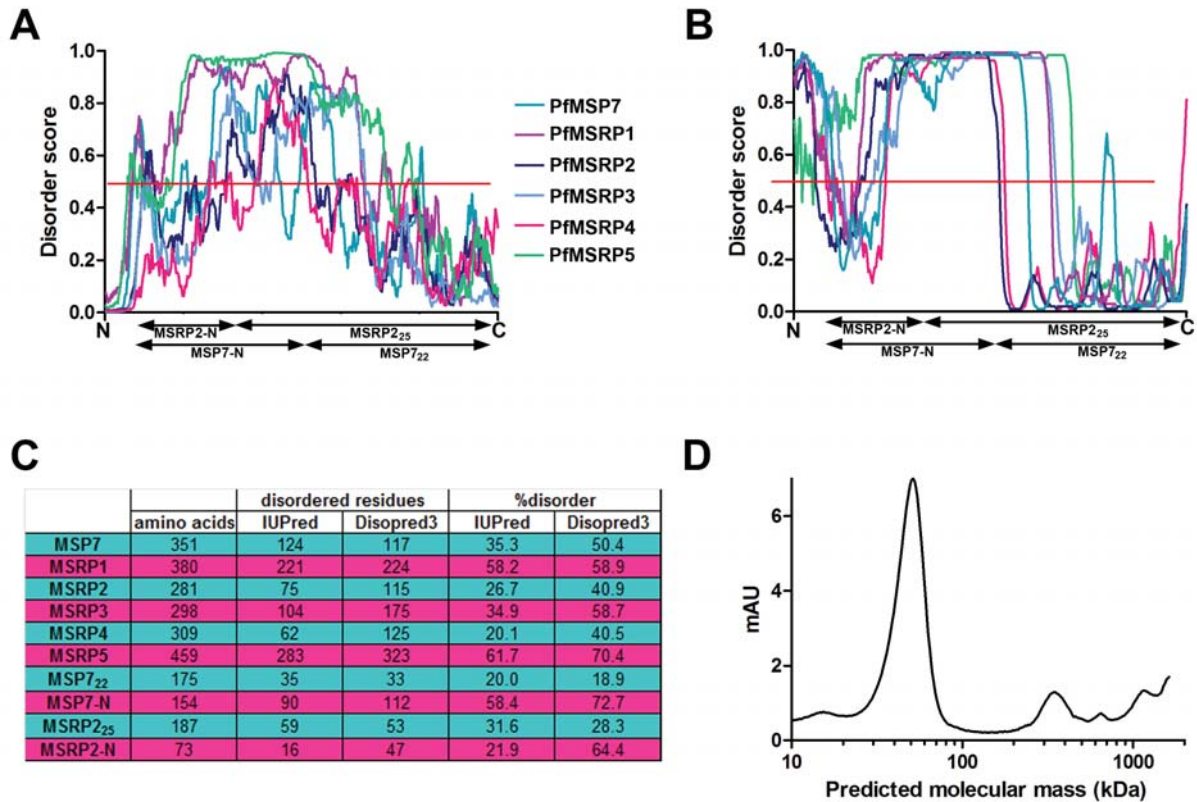 A
Disorder score
1.0
0.8
0.6
0.4
0.2
0.0
N
C
MSRP2-N
MSRP2₂₅
MSP7-N
MSP7₂₂
PfMSP7
PfMSRP1
PfMSRP2
PfMSRP3
PfMSRP4
PfMSRP5
B
Disorder score
1.0
0.8
0.6
0.4
0.2
0.0
N
C
MSRP2-N
MSRP2₂₅
MSP7-N
MSP7₂₂
C
disordered residues %disorder
amino acids IUPred Disopred3 IUPred Disopred3
MSP7 351 124 117 35.3 50.4
MSRP1 380 221 224 58.2 58.9
MSRP2 281 75 115 26.7 40.9
MSRP3 298 104 175 34.9 58.7
MSRP4 309 62 125 20.1 40.5
MSRP5 459 283 323 61.7 70.4
MSP7₂₂ 175 35 33 20.0 18.9
MSP7-N 154 90 112 58.4 72.7
MSRP2₂₅ 187 59 53 31.6 28.3
MSRP2-N 73 16 47 21.9 64.4
D
mAU
6
4
2
0
10 100 1000
Predicted molecular mass (kDa)